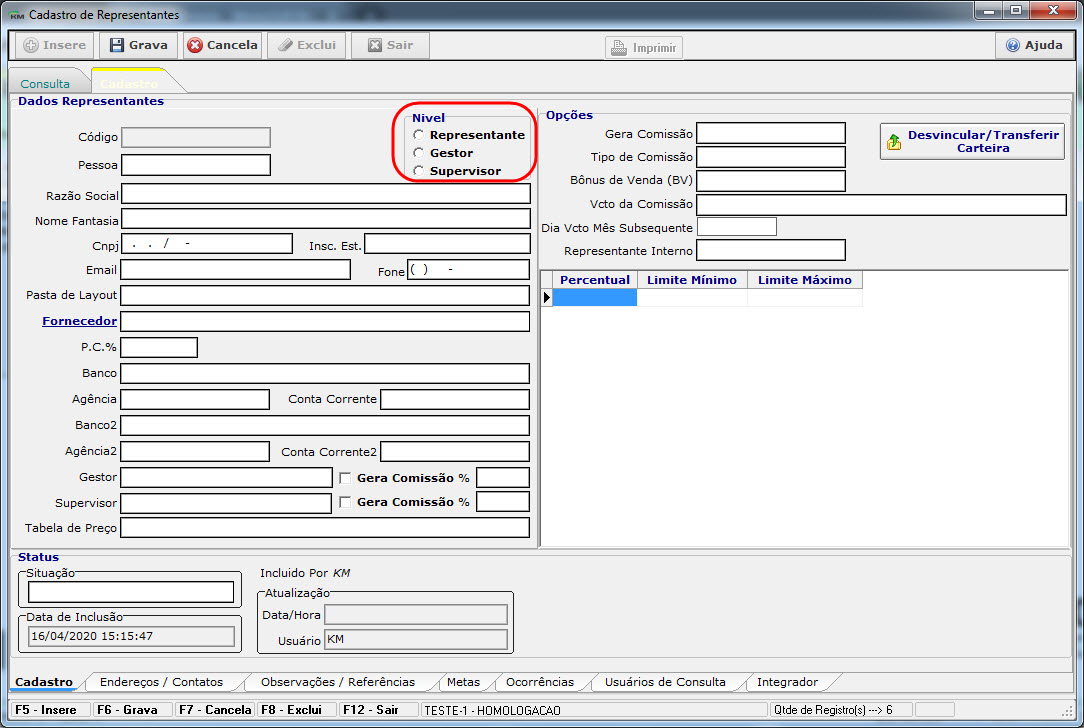 KM Cadastro de Representantes
Insere Grava Cancela Exclui Sair Imprimir Ajuda
Consulta Cadastro
Dados Representantes
Código
Pessoa
Nivel
Representante
Gestor
Supervisor
Razão Social
Nome Fantasia
Cnpj . . / - Insc. Est.
Email Fone ( ) -
Pasta de Layout
Fornecedor
P.C.%
Banco
Agência Conta Corrente
Banco2
Agência2 Conta Corrente2
Gestor Gera Comissão %
Supervisor Gera Comissão %
Tabela de Preço
Opções
Gera Comissão
Tipo de Comissão
Bônus de Venda (BV)
Vcto da Comissão
Dia Vcto Mês Subsequente
Representante Interno
Desvincular/Transferir
Carteira
Percentual Limite Mínimo Limite Máximo
Status
Situação
Data de Inclusão
16/04/2020 15:15:47
Incluido Por KM
Atualização
Data/Hora
Usuário KM
Cadastro Endereços / Contatos Observações / Referências Metas Ocorrências Usuários de Consulta Integrador
F5 - Insere F6 - Grava F7 - Cancela F8 - Exclui F12 - Sair TESTE-1 - HOMOLOGACAO Qtde de Registro(s) ---> 6